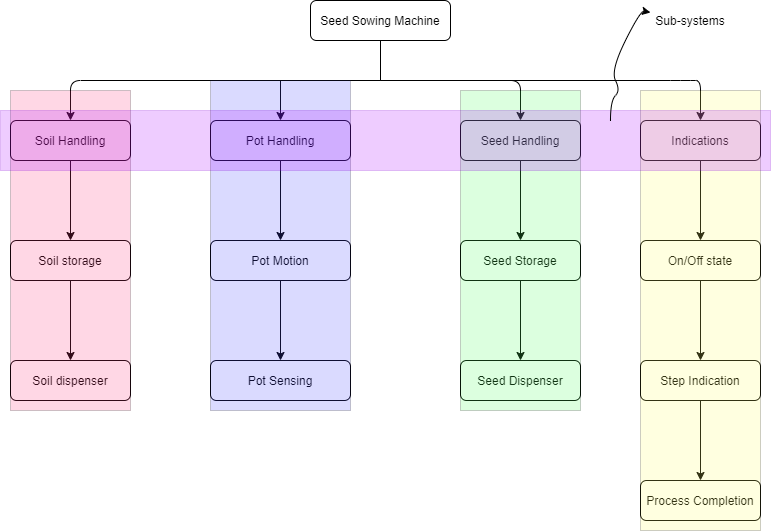 Seed Sowing Machine
Sub-systems
Soil Handling
Pot Handling
Seed Handling
Indications
Soil storage
Pot Motion
Seed Storage
On/Off state
Soil dispenser
Pot Sensing
Seed Dispenser
Step Indication
Process Completion